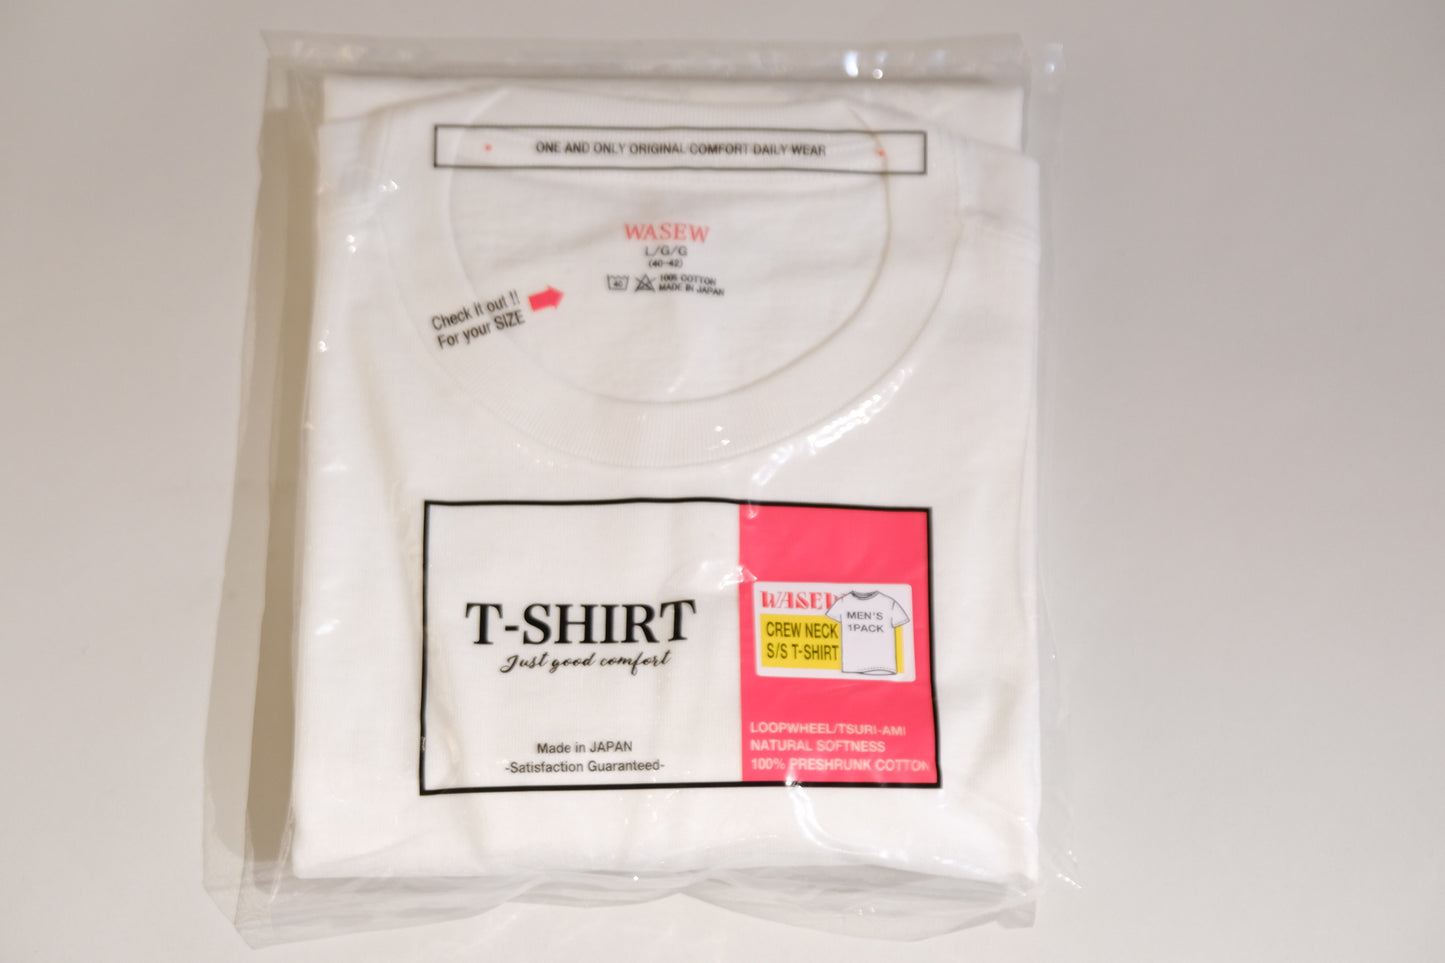 ONE AND ONLY ORIGINAL COMFORT DAILY WEAR
WASEW
L/G/G
(40-42)
40
100% COTTON
MADE IN JAPAN
Check it out !!
For your SIZE
T-SHIRT
Just good comfort
Made in JAPAN
-Satisfaction Guaranteed-
WASEW
CREW NECK
S/S T-SHIRT
MEN'S
1PACK
LOOPWHEEL/TSURI-AMI
NATURAL SOFTNESS
100% PRESHRUNK COTTON